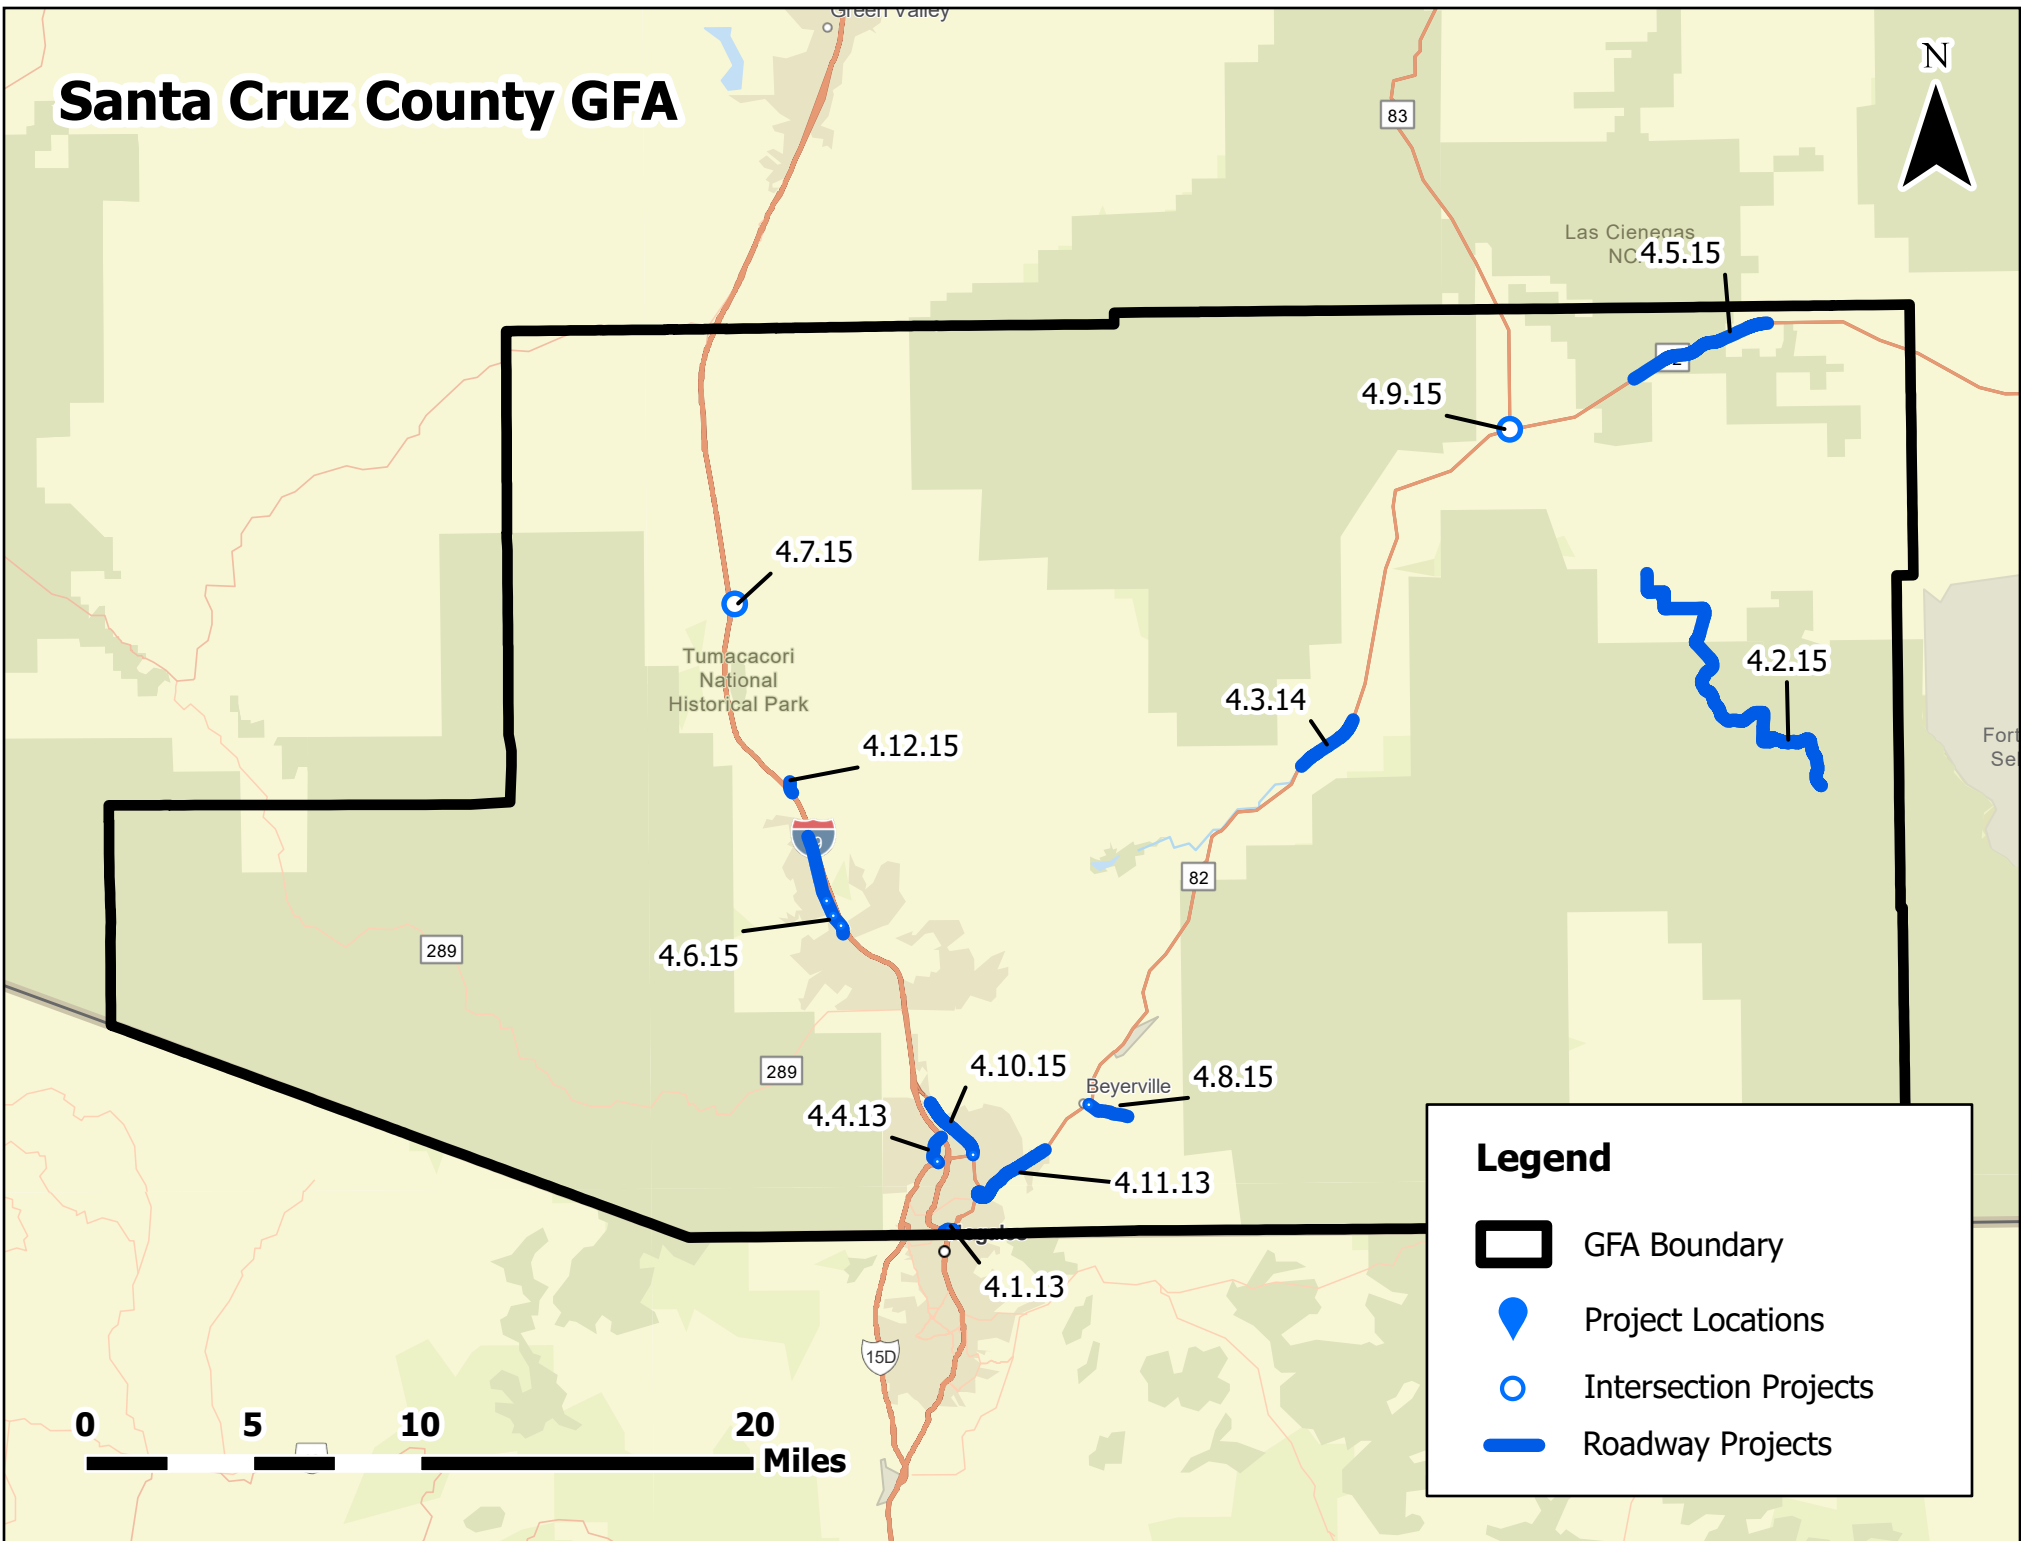 Green Valley
Santa Cruz County GFA
N
83
Las Cienegas
4.5.15
4.9.15
4.7.15
Tumacacori
National
Historical Park
4.2.15
4.3.14
Fort
4.12.15
82
4.6.15
289
289
4.10.15
Beyerville
4.8.15
4.4.13
4.11.13
4.1.13
15D
0 5 10 20
Miles
Legend
GFA Boundary
Project Locations
Intersection Projects
Roadway Projects